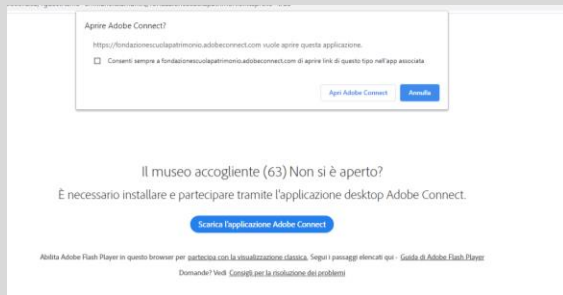 Aprire Adobe Connect?
https://fondazionescuolapatrimonio.adobeconnect.com vuole aprire questa applicazione.
Consenti sempre a fondazionescuolapatrimonio.adobeconnect.com di aprire link di questo tipo nell'app associata
Apri Adobe Connect Annulla
Il museo accogliente (63) Non si è aperto?
È necessario installare e partecipare tramite l'applicazione desktop Adobe Connect.
Scarica l'applicazione Adobe Connect
Abilita Adobe Flash Player in questo browser per partecipa con la visualizzazione classica. Segui i passaggi elencati qui - Guida di Adobe Flash Player
Domande? Vedi Consigli per la risoluzione dei problemi